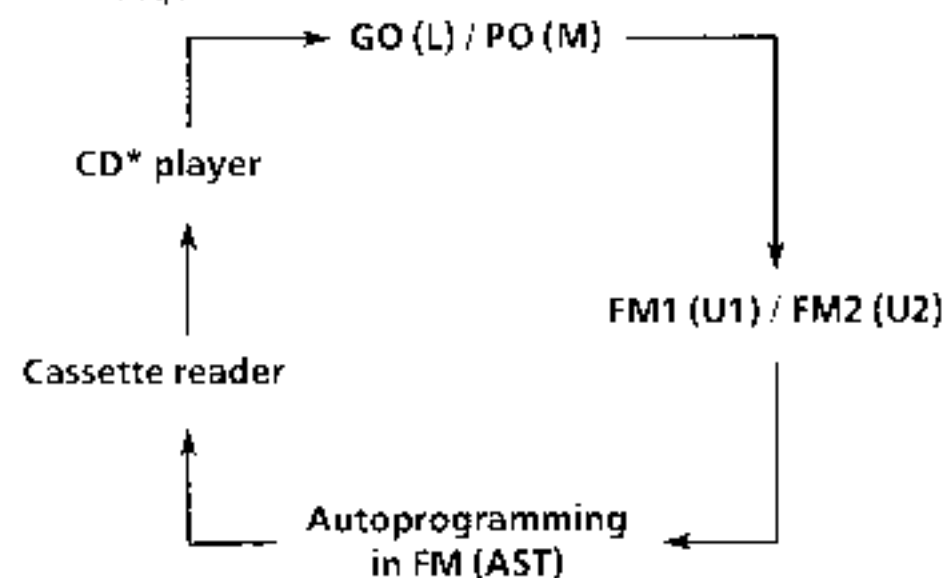 GO (L) / PO (M)
CD* player
FM1 (U1) / FM2 (U2)
Cassette reader
Autoprogramming
in FM (AST)